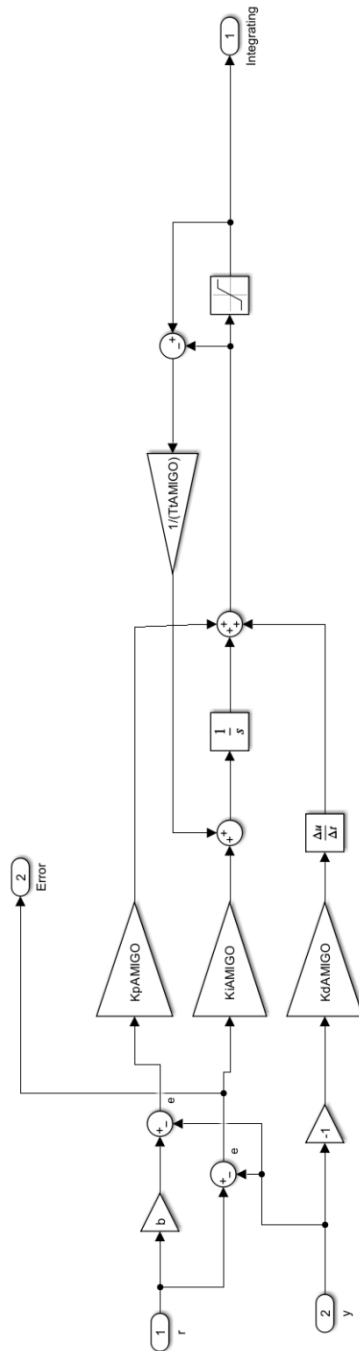 1
Integrating
+
−
1/(TtAMIGO)
2
Error
KpAMIGO
+
+
+
1
s
+
+
KiAMIGO
Δu
Δt
KdAMIGO
e
+
−
e
+
−
b
-1
1
r
2
y